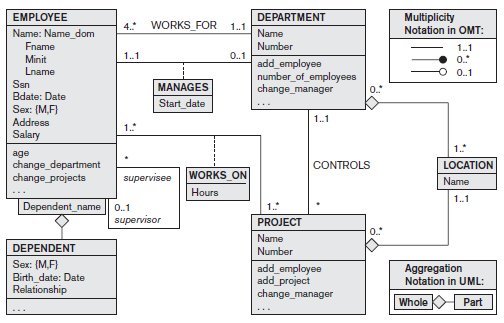 EMPLOYEE
Name: Name_dom
Fname
Minit
Lname
Ssn
Bdate: Date
Sex: {M,F}
Address
Salary
age
change_department
change_projects
. . .
Dependent_name
DEPENDENT
Sex: {M,F}
Birth_date: Date
Relationship
. . .
4..*
WORKS_FOR
1..1
1..1
0..1
MANAGES
Start_date
1..*
*
supervisee
0..1
supervisor
WORKS_ON
Hours
1..*
DEPARTMENT
Name
Number
add_employee
number_of_employees
change_manager
. . .
0..*
1..1
CONTROLS
*
PROJECT
Name
Number
add_employee
add_project
change_manager
. . .
0..*
1..*
LOCATION
Name
1..1
Multiplicity
Notation in OMT:
1..1
0..*
0..1
Aggregation
Notation in UML:
Whole
Part